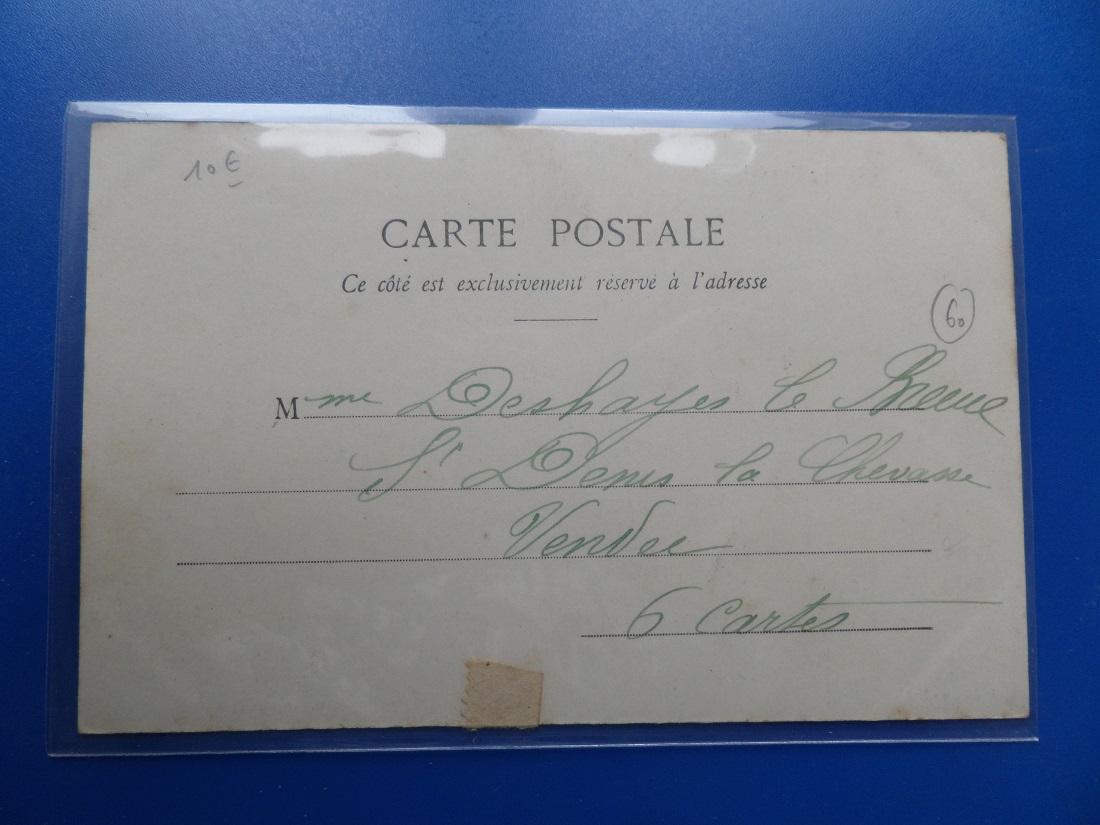 10€
CARTE POSTALE
Ce côté est exclusivement réservé à l'adresse
60
Mme Deshayes le
St Denis la Chevasse
Vendée
6 cartes